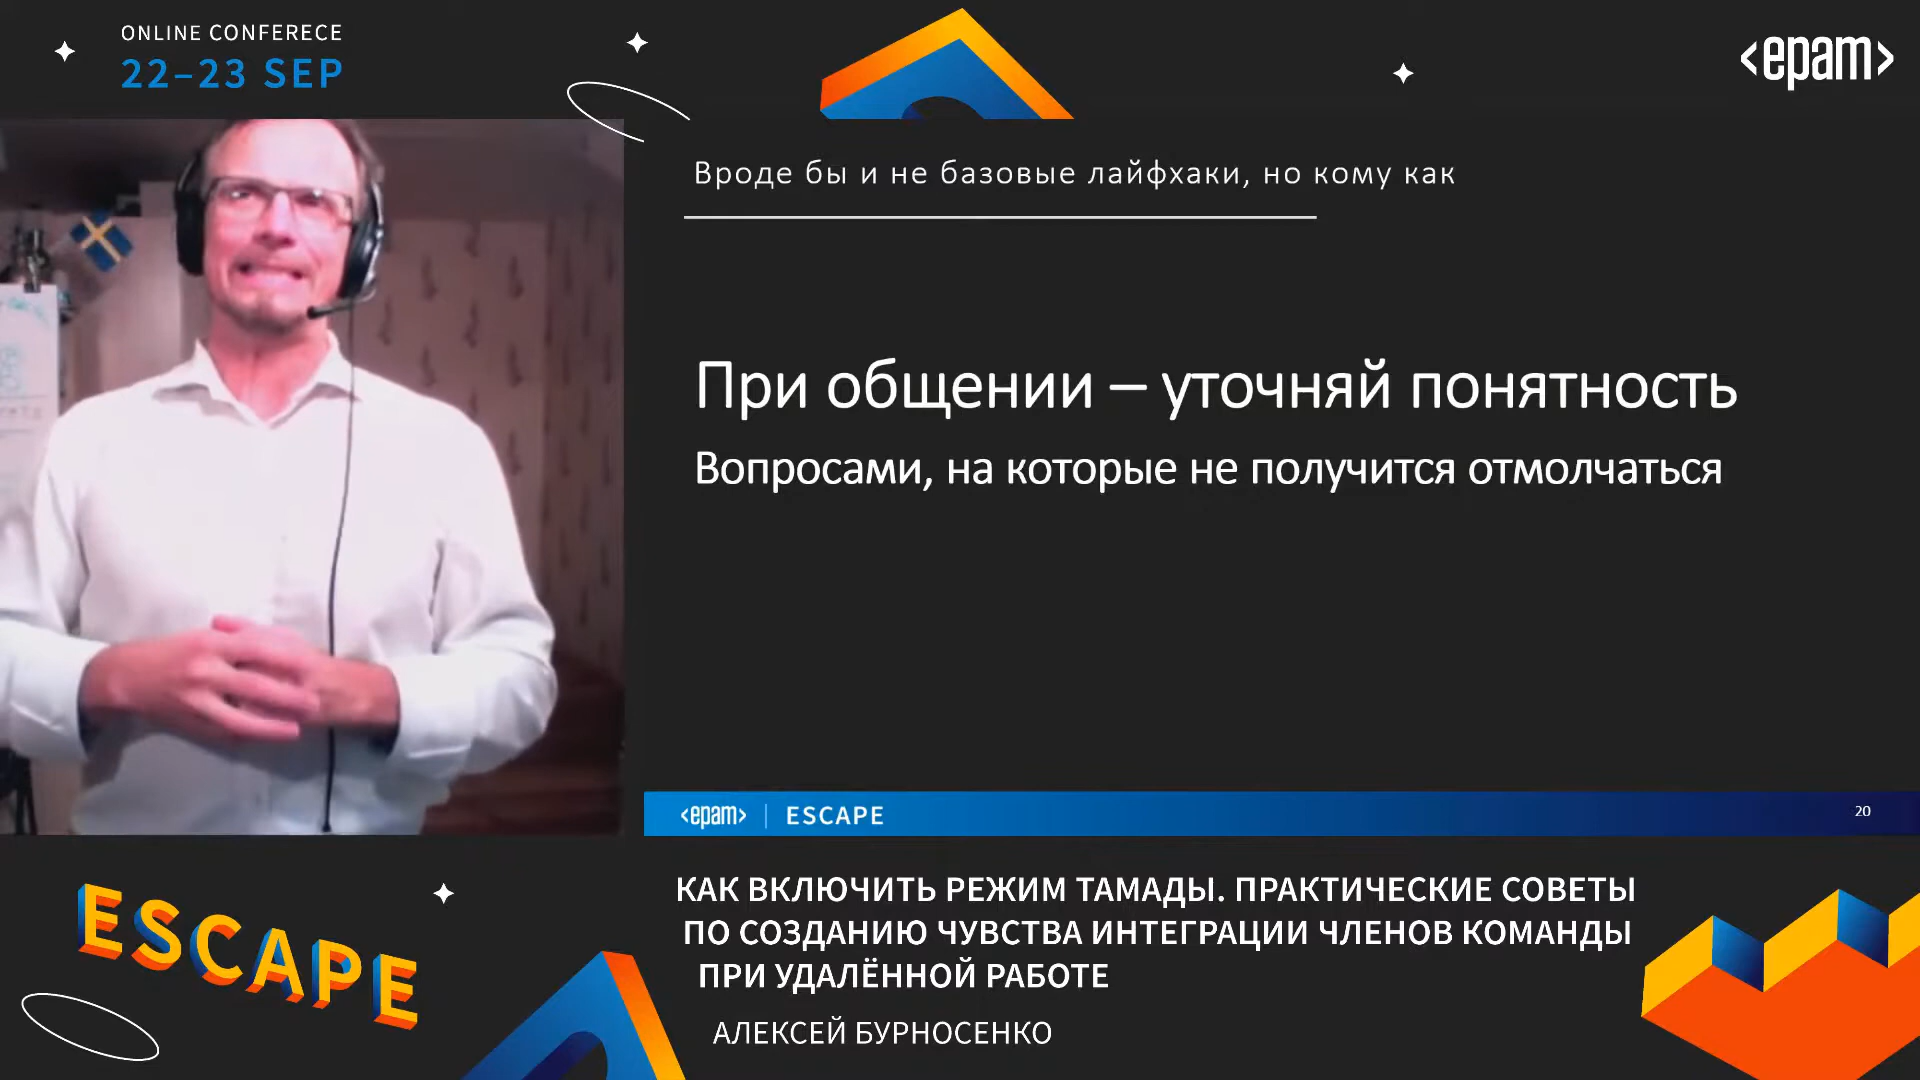 ONLINE CONFERECE
22–23 SEP
<epam>
Вроде бы и не базовые лайфхаки, но кому как
При общении – уточняй понятность
Вопросами, на которые не получится отмолчаться
<epam> | ESCAPE
20
ESCAPE
КАК ВКЛЮЧИТЬ РЕЖИМ ТАМАДЫ. ПРАКТИЧЕСКИЕ СОВЕТЫ
ПО СОЗДАНИЮ ЧУВСТВА ИНТЕГРАЦИИ ЧЛЕНОВ КОМАНДЫ
ПРИ УДАЛЁННОЙ РАБОТЕ
АЛЕКСЕЙ БУРНОСЕНКО